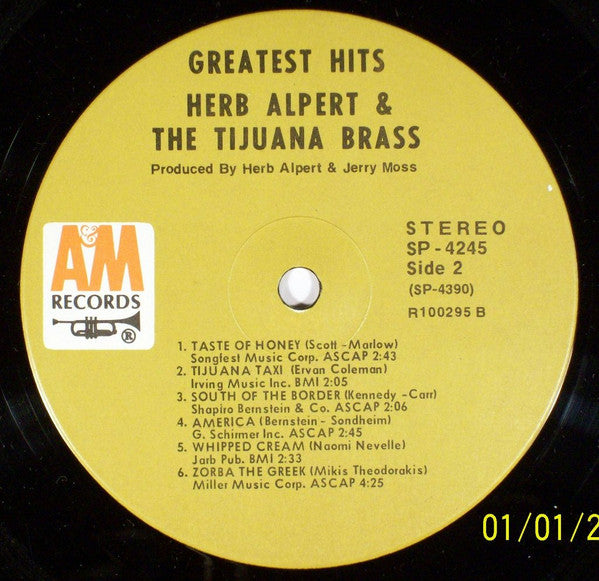 GREATEST HITS
HERB ALPERT &
THE TIJUANA BRASS
Produced By Herb Alpert & Jerry Moss
A&M
RECORDS
®
STEREO
SP-4245
Side 2
(SP-4390)
R100295 B
1. TASTE OF HONEY (Scott-Marlow)
Songfest Music Corp. ASCAP 2:43
2. TIJUANA TAXI (Ervan Coleman)
Irving Music Inc. BMI 2:05
3. SOUTH OF THE BORDER (Kennedy-Carr)
Shapiro Bernstein & Co. ASCAP 2:06
4. AMERICA (Bernstein - Sondheim)
G. Schirmer Inc. ASCAP 2:45
5. WHIPPED CREAM (Naomi Nevelle)
Jarb Pub. BMI 2:33
6. ZORBA THE GREEK (Mikis Theodorakis)
Miller Music Corp. ASCAP 4:25
01/01/2